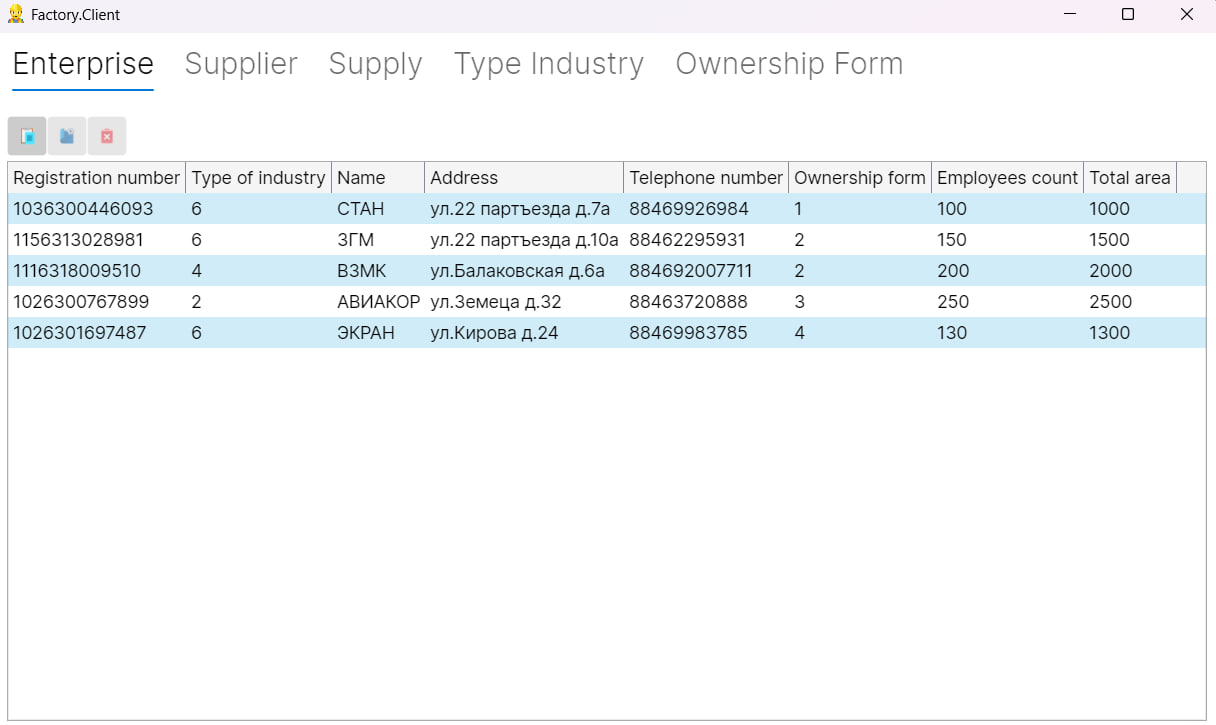 Factory.Client
Enterprise Supplier Supply Type Industry Ownership Form
Registration number Type of industry Name Address Telephone number Ownership form Employees count Total area
1036300446093 6 СТАН ул.22 партъезда д.7а 88469926984 1 100 1000
1156313028981 6 ЗГМ ул.22 партъезда д.10а 88462295931 2 150 1500
1116318009510 4 ВЗМК ул.Балаковская д.6а 884692007711 2 200 2000
1026300767899 2 АВИАКОР ул.Земеца д.32 88463720888 3 250 2500
1026301697487 6 ЭКРАН ул.Кирова д.24 88469983785 4 130 1300